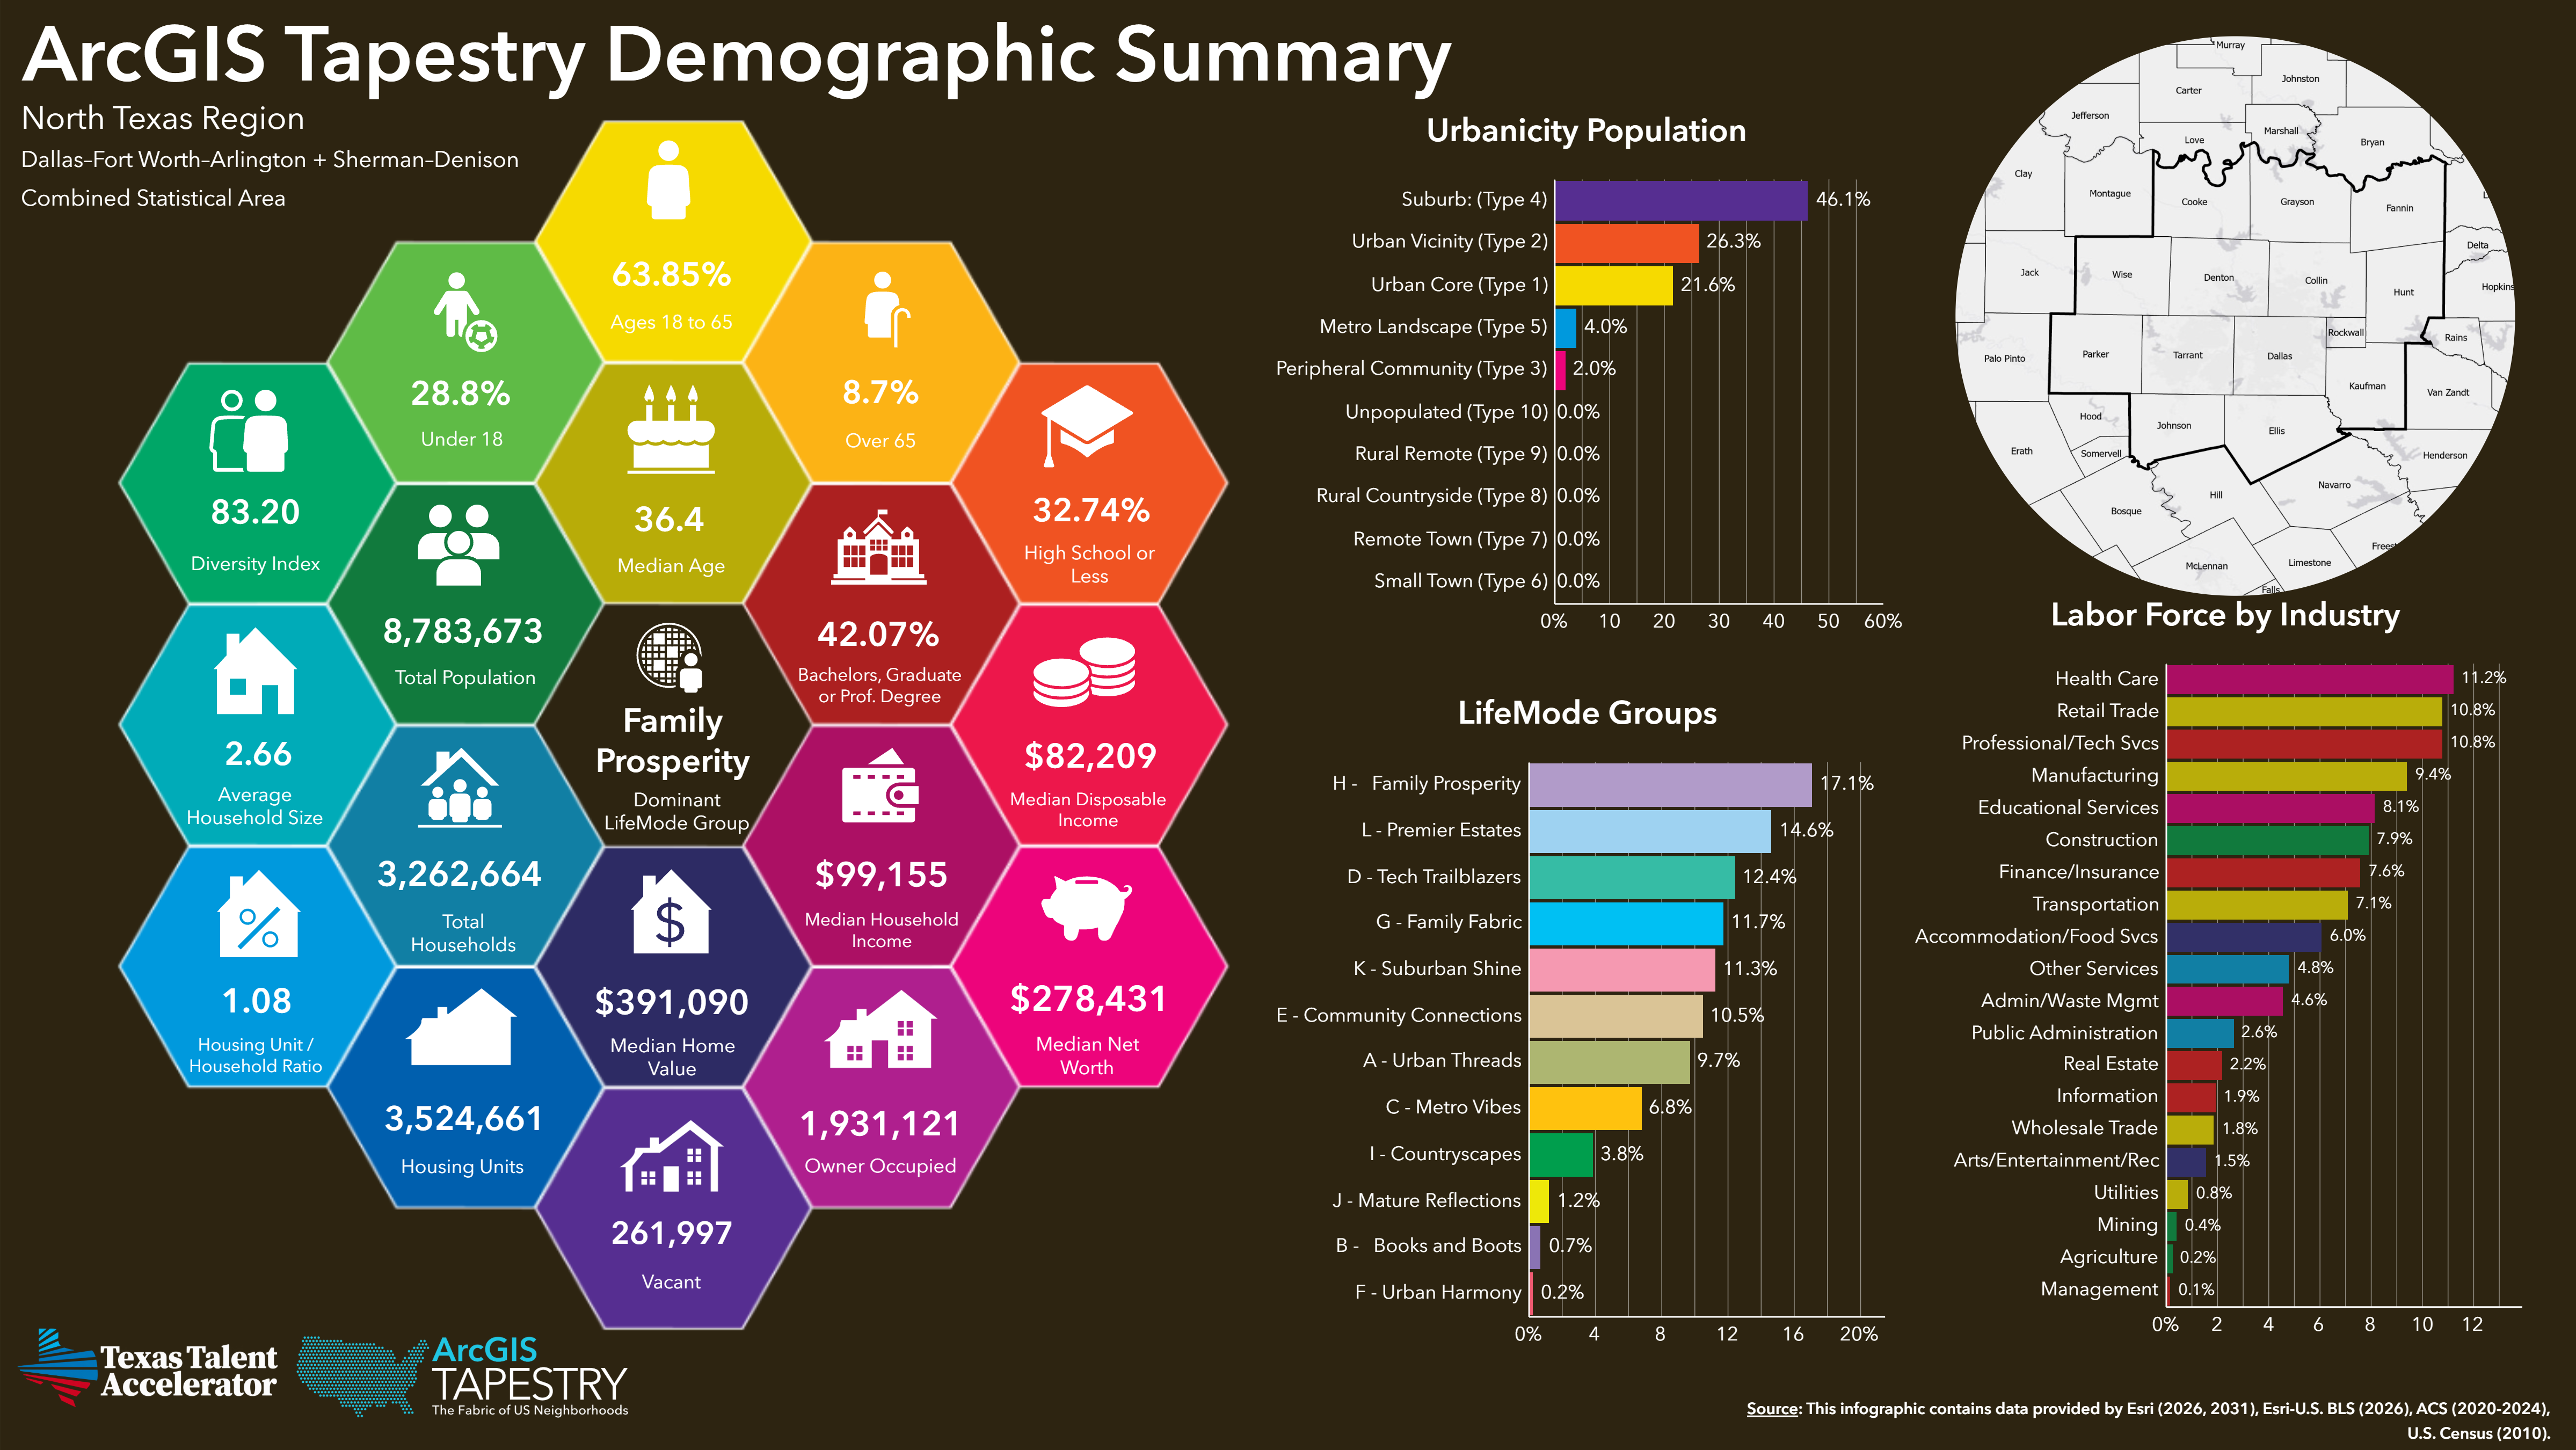 ArcGIS Tapestry Demographic Summary
North Texas Region
Dallas–Fort Worth–Arlington + Sherman–Denison
Combined Statistical Area
63.85%
Ages 18 to 65
28.8%
Under 18
8.7%
Over 65
83.20
Diversity Index
36.4
Median Age
32.74%
High School or
Less
8,783,673
Total Population
42.07%
Bachelors, Graduate
or Prof. Degree
2.66
Average
Household Size
Family
Prosperity
Dominant
LifeMode Group
$82,209
Median Disposable
Income
3,262,664
Total
Households
$99,155
Median Household
Income
1.08
Housing Unit /
Household Ratio
$391,090
Median Home
Value
$278,431
Median Net
Worth
3,524,661
Housing Units
1,931,121
Owner Occupied
261,997
Vacant
Texas Talent
Accelerator
ArcGIS
TAPESTRY
The Fabric of US Neighborhoods
Urbanicity Population
Suburb: (Type 4) 46.1%
Urban Vicinity (Type 2) 26.3%
Urban Core (Type 1) 21.6%
Metro Landscape (Type 5) 4.0%
Peripheral Community (Type 3) 2.0%
Unpopulated (Type 10) 0.0%
Rural Remote (Type 9) 0.0%
Rural Countryside (Type 8) 0.0%
Remote Town (Type 7) 0.0%
Small Town (Type 6) 0.0%
0% 10 20 30 40 50 60%
LifeMode Groups
H - Family Prosperity 17.1%
L - Premier Estates 14.6%
D - Tech Trailblazers 12.4%
G - Family Fabric 11.7%
K - Suburban Shine 11.3%
E - Community Connections 10.5%
A - Urban Threads 9.7%
C - Metro Vibes 6.8%
I - Countryscapes 3.8%
J - Mature Reflections 1.2%
B - Books and Boots 0.7%
F - Urban Harmony 0.2%
0% 4 8 12 16 20%
Murray
Johnston
Carter
Jefferson
Marshall
Love
Bryan
Clay
Montague
Cooke
Grayson
Fannin
Delta
Jack
Wise
Denton
Collin
Hunt
Hopkins
Rockwall
Rains
Palo Pinto
Parker
Tarrant
Dallas
Kaufman
Van Zandt
Hood
Johnson
Ellis
Erath
Somervell
Henderson
Hill
Navarro
Bosque
Freest
McLennan
Limestone
Falls
Labor Force by Industry
Health Care 11.2%
Retail Trade 10.8%
Professional/Tech Svcs 10.8%
Manufacturing 9.4%
Educational Services 8.1%
Construction 7.9%
Finance/Insurance 7.6%
Transportation 7.1%
Accommodation/Food Svcs 6.0%
Other Services 4.8%
Admin/Waste Mgmt 4.6%
Public Administration 2.6%
Real Estate 2.2%
Information 1.9%
Wholesale Trade 1.8%
Arts/Entertainment/Rec 1.5%
Utilities 0.8%
Mining 0.4%
Agriculture 0.2%
Management 0.1%
0% 2 4 6 8 10 12
Source: This infographic contains data provided by Esri (2026, 2031), Esri-U.S. BLS (2026), ACS (2020-2024),
U.S. Census (2010).